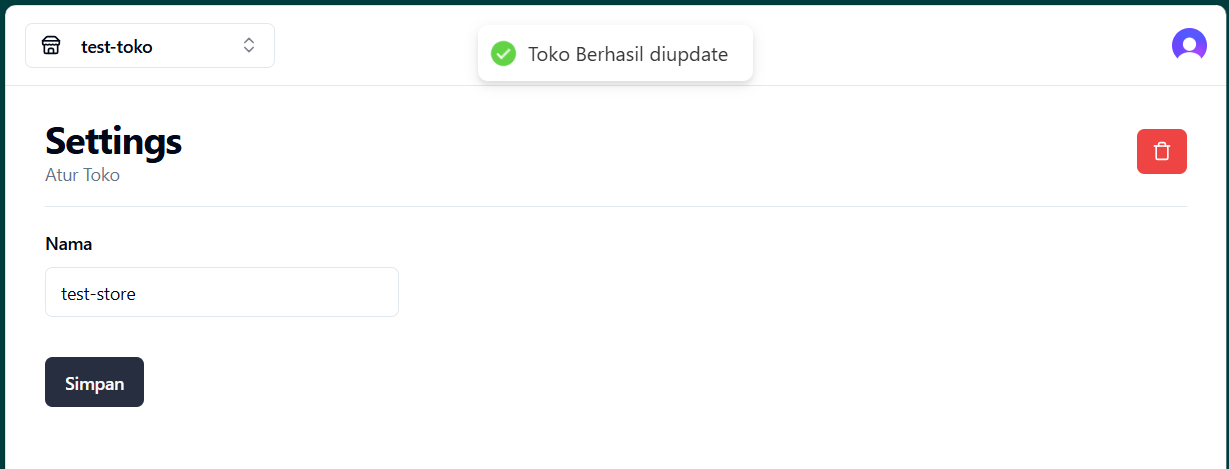 test-toko
Toko Berhasil diupdate
Settings
Atur Toko
Nama
test-store
Simpan